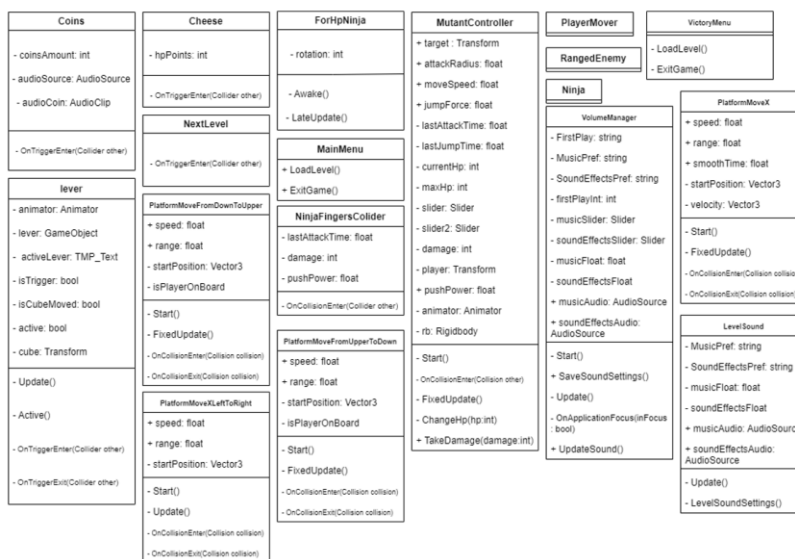 Coins
- coinsAmount: int
- audioSource: AudioSource
- audioCoin: AudioClip
- OnTriggerEnter(Collider other)
lever
- animator: Animator
- lever: GameObject
- activeLever: TMP_Text
- isTrigger: bool
- isCubeMoved: bool
- active: bool
- cube: Transform
- Update()
- Active()
- OnTriggerEnter(Collider other)
- OnTriggerExit(Collider other)
Cheese
- hpPoints: int
- OnTriggerEnter(Collider other)
NextLevel
- OnTriggerEnter(Collider other)
PlatformMoveFromDownToUpper
+ speed: float
+ range: float
- startPosition: Vector3
- isPlayerOnBoard
- Start()
- FixedUpdate()
- OnCollisionEnter(Collision collision)
- OnCollisionExit(Collision collision)
PlatformMoveXLeftToRight
+ speed: float
+ range: float
- startPosition: Vector3
- Start()
- Update()
- OnCollisionEnter(Collision collision)
- OnCollisionExit(Collision collision)
ForHpNinja
- rotation: int
- Awake()
- LateUpdate()
MainMenu
+ LoadLevel()
+ ExitGame()
NinjaFingersCollider
- lastAttackTime: float
- damage: int
- pushPower: float
- OnCollisionEnter(Collider other)
PlatformMoveFromUpperToDown
+ speed: float
+ range: float
- startPosition: Vector3
- isPlayerOnBoard
- Start()
- FixedUpdate()
- OnCollisionEnter(Collision collision)
- OnCollisionExit(Collision collision)
MutantController
+ target : Transform
+ attackRadius: float
+ moveSpeed: float
+ jumpForce: float
- lastAttackTime: float
- lastJumpTime: float
- currentHp: int
- maxHp: int
- slider: Slider
- slider2: Slider
- damage: int
- player: Transform
+ pushPower: float
- animator: Animator
- rb: Rigidbody
- Start()
- OnCollisionEnter(Collision other)
- FixedUpdate()
- ChangeHp(hp:int)
+ TakeDamage(damage:int)
PlayerMover
RangedEnemy
Ninja
VolumeManager
- FirstPlay: string
- MusicPref: string
- SoundEffectsPref: string
- firstPlayInt: int
- musicSlider: Slider
- soundEffectsSlider: Slider
- musicFloat: float
- soundEffectsFloat
+ musicAudio: AudioSource
+ soundEffectsAudio:
AudioSource
- Start()
+ SaveSoundSettings()
- Update()
- OnApplicationFocus(inFocus
: bool)
+ UpdateSound()
VictoryMenu
- LoadLevel()
- ExitGame()
PlatformMoveX
+ speed: float
+ range: float
+ smoothTime: float
- startPosition: Vector3
- velocity: Vector3
- Start()
- FixedUpdate()
- OnCollisionEnter(Collision collisio
- OnCollisionExit(Collision collision)
LevelSound
- MusicPref: string
- SoundEffectsPref: string
- musicFloat: float
- soundEffectsFloat
+ musicAudio: AudioSourc
+ soundEffectsAudio:
AudioSource
- Update()
- LevelSoundSettings()